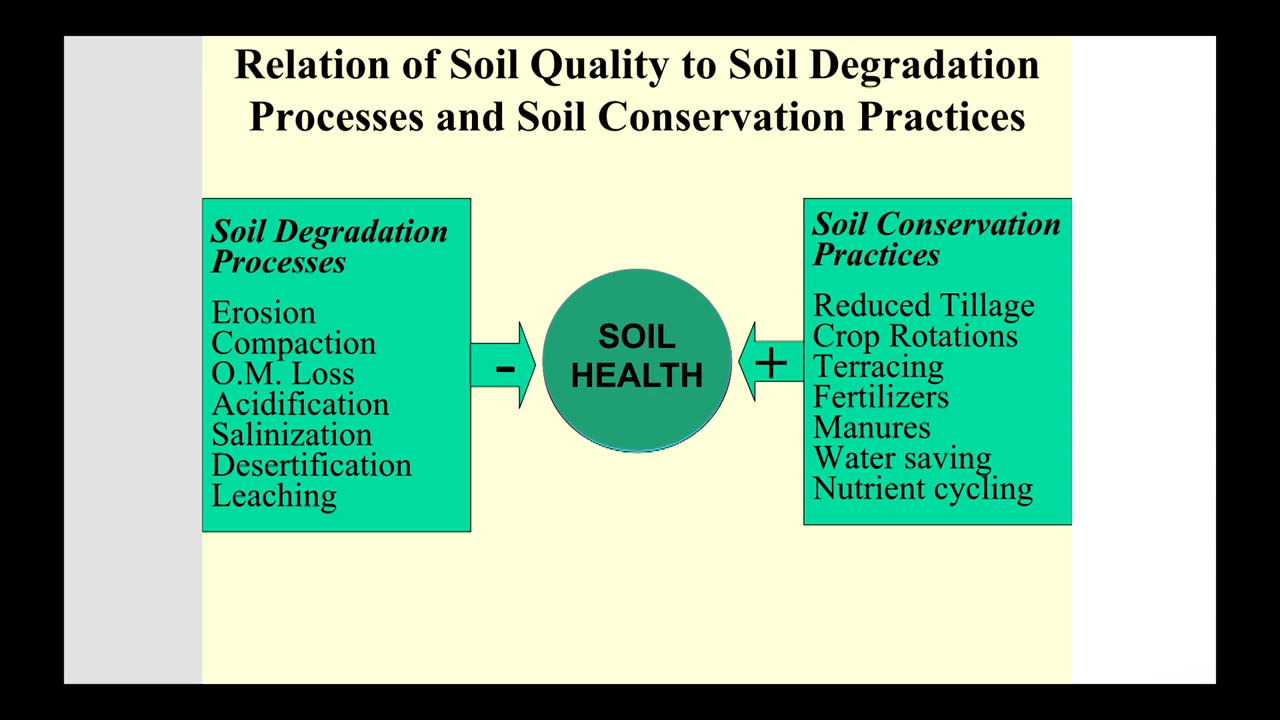 Relation of Soil Quality to Soil Degradation
Processes and Soil Conservation Practices
Soil Degradation
Processes
Erosion
Compaction
O.M. Loss
Acidification
Salinization
Desertification
Leaching
-
SOIL
HEALTH
+
Soil Conservation
Practices
Reduced Tillage
Crop Rotations
Terracing
Fertilizers
Manures
Water saving
Nutrient cycling